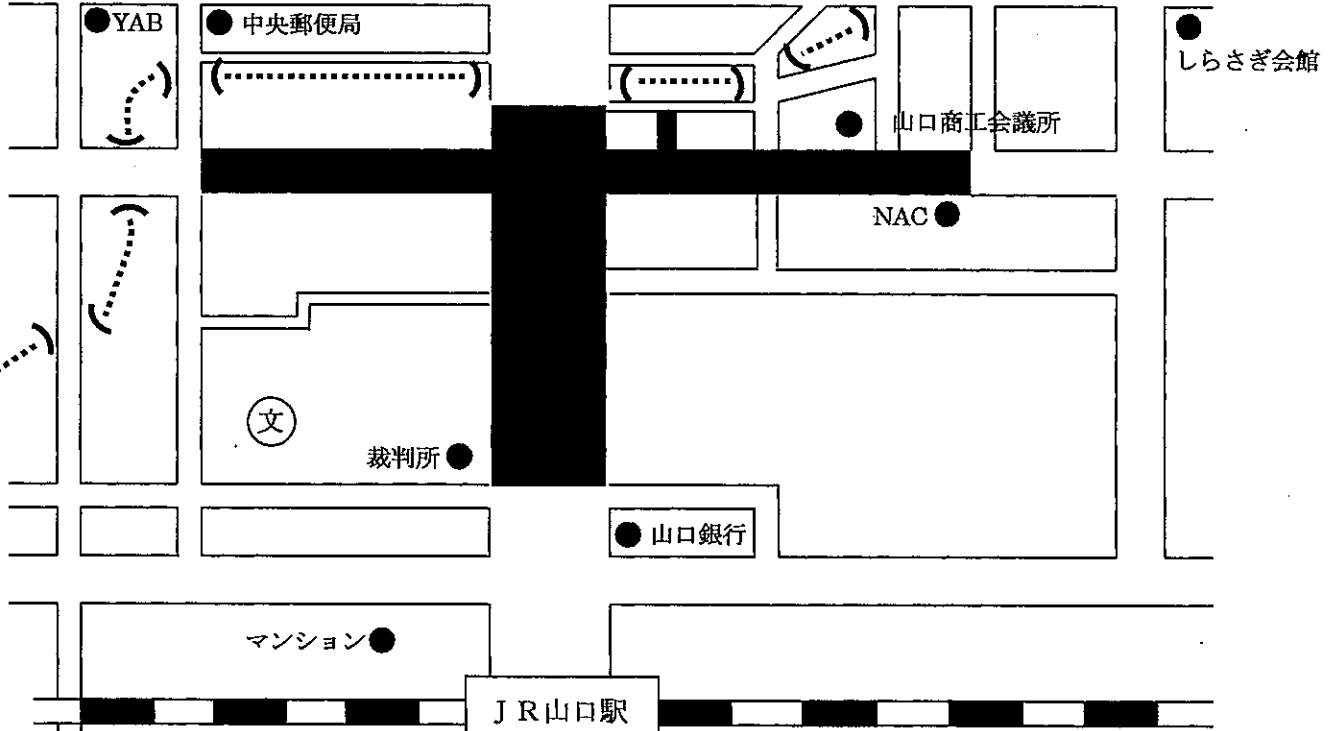 YAB
中央郵便局
しらさぎ会館
山口商工会議所
NAC
文
裁判所
山口銀行
マンション
JR山口駅